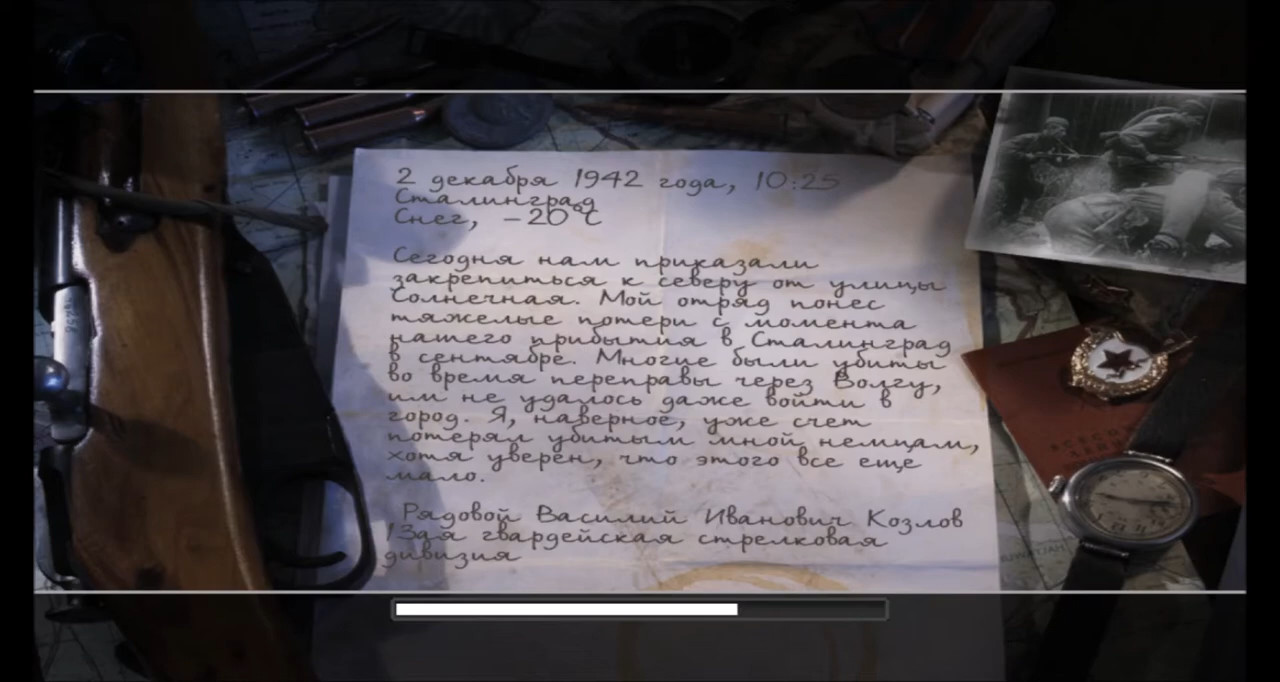 2 декабря 1942 года, 10:25
Сталинград
Снег, -20°C
Сегодня нам приказали
закрепиться к северу от улицы
Солнечная. Мой отряд понес
тяжелые потери с момента
нашего прибытия в Сталинград
в сентябре. Многие были убиты
во время переправы через Волгу,
им не удалось даже войти в
город. Я, наверное, уже счет
потерял убитым мной немцам,
хотя уверен, что этого все еще
мало.
Рядовой Василий Иванович Козлов
13ая гвардейская стрелковая
дивизия